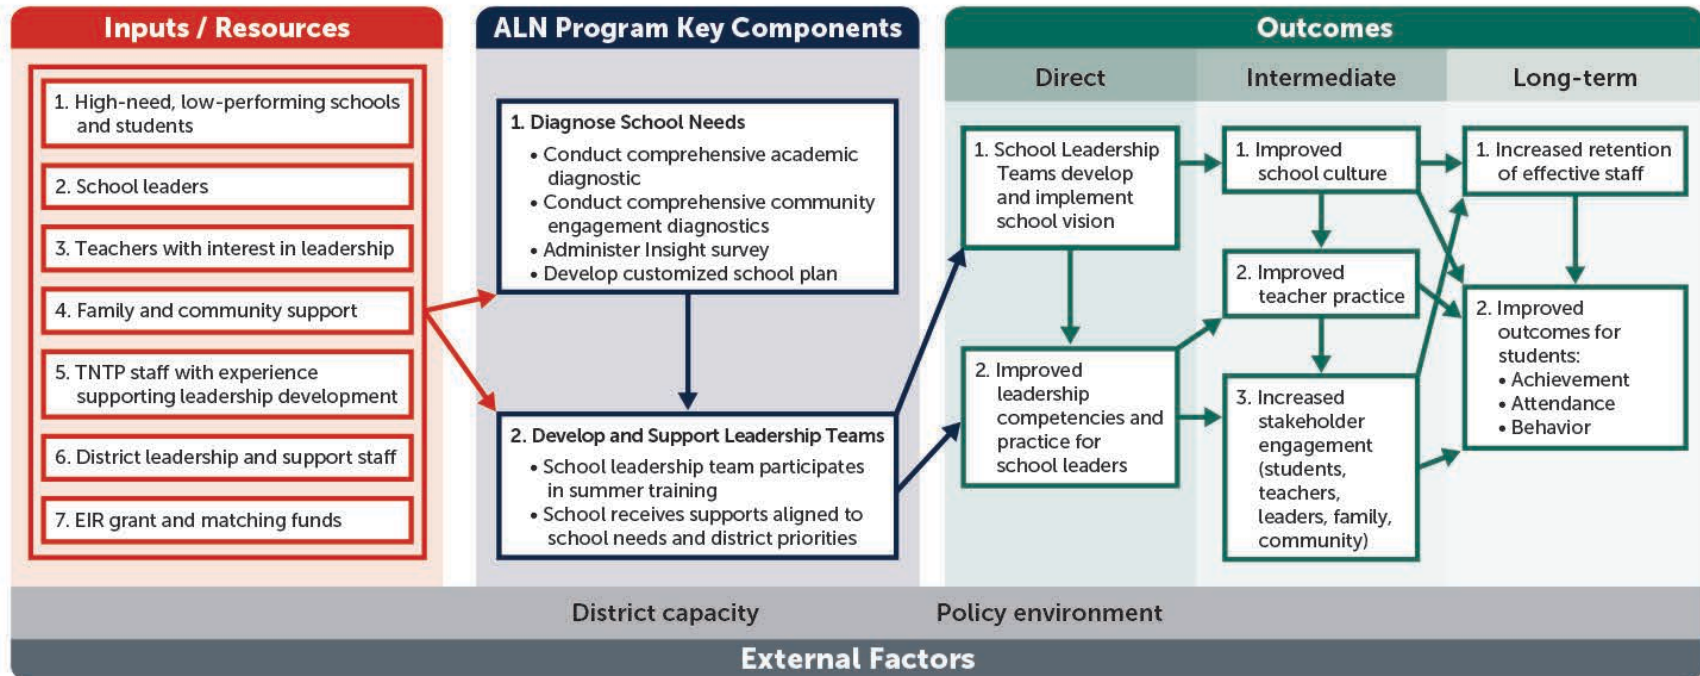 Inputs / Resources
1. High-need, low-performing schools
and students
2. School leaders
3. Teachers with interest in leadership
4. Family and community support
5. TNTP staff with experience
supporting leadership development
6. District leadership and support staff
7. EIR grant and matching funds
ALN Program Key Components
1. Diagnose School Needs
• Conduct comprehensive academic
diagnostic
• Conduct comprehensive community
engagement diagnostics
• Administer Insight survey
• Develop customized school plan
2. Develop and Support Leadership Teams
• School leadership team participates
in summer training
• School receives supports aligned to
school needs and district priorities
Outcomes
Direct
1. School Leadership
Teams develop
and implement
school vision
2. Improved
leadership
competencies and
practice for
school leaders
Intermediate
1. Improved
school culture
2. Improved
teacher practice
3. Increased
stakeholder
engagement
(students,
teachers,
leaders, family,
community)
Long-term
1. Increased retention
of effective staff
2. Improved
outcomes for
students:
• Achievement
• Attendance
• Behavior
District capacity
Policy environment
External Factors